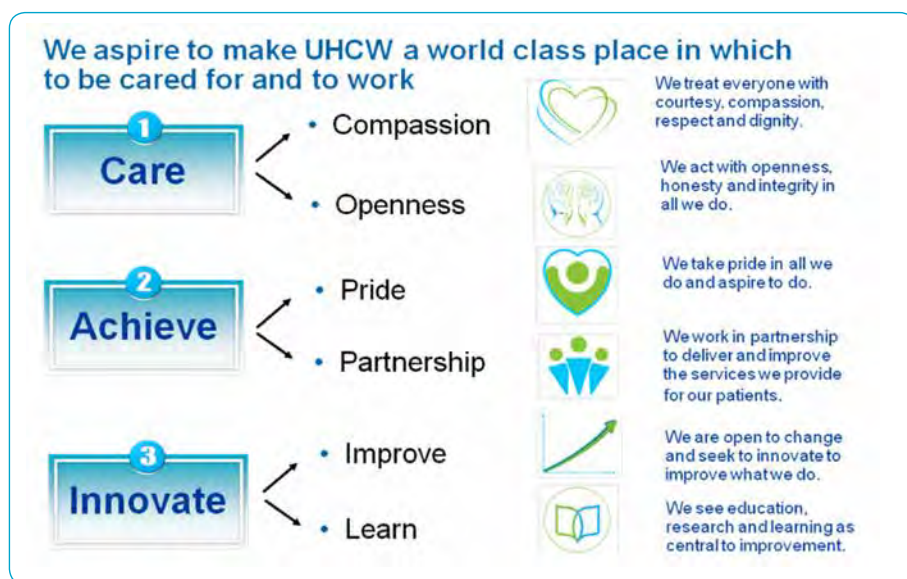 We aspire to make UHCW a world class place in which
to be cared for and to work
1
Care
• Compassion
We treat everyone with
courtesy, compassion,
respect and dignity.
• Openness
We act with openness,
honesty and integrity in
all we do.
2
Achieve
• Pride
We take pride in all we
do and aspire to do.
• Partnership
We work in partnership
to deliver and improve
the services we provide
for our patients.
3
Innovate
• Improve
We are open to change
and seek to innovate to
improve what we do.
• Learn
We see education,
research and learning as
central to improvement.